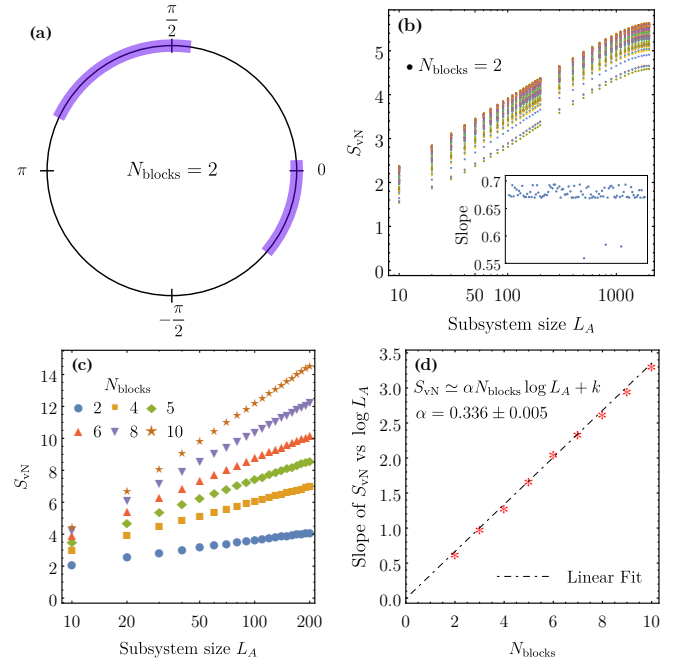 (a)
π/2
π
N_blocks = 2
0
−π/2
(b)
N_blocks = 2
S_vN
5
4
3
2
1
0
Slope
0.7
0.65
0.6
0.55
10
50
100
500
1000
Subsystem size L_A
(c)
N_blocks
2
4
5
6
8
10
S_vN
14
12
10
8
6
4
2
0
10
20
50
100
200
Subsystem size L_A
(d)
S_vN ≃ αN_blocks log L_A + k
α = 0.336 ± 0.005
Slope of S_vN vs log L_A
3.5
3.0
2.5
2.0
1.5
1.0
0.5
0.0
Linear Fit
0
2
4
6
8
10
N_blocks